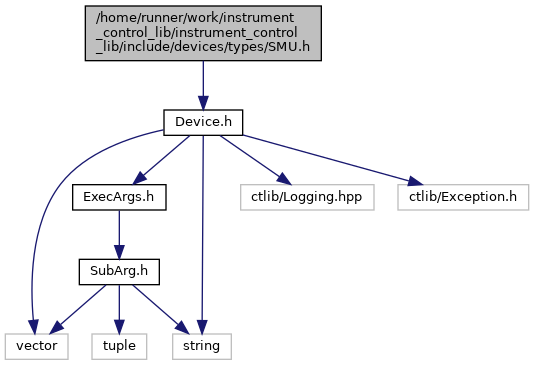 /home/runner/work/instrument
_control_lib/instrument_control
_lib/include/devices/types/SMU.h
Device.h
ExecArgs.h
ctlib/Logging.hpp
ctlib/Exception.h
SubArg.h
vector
tuple
string